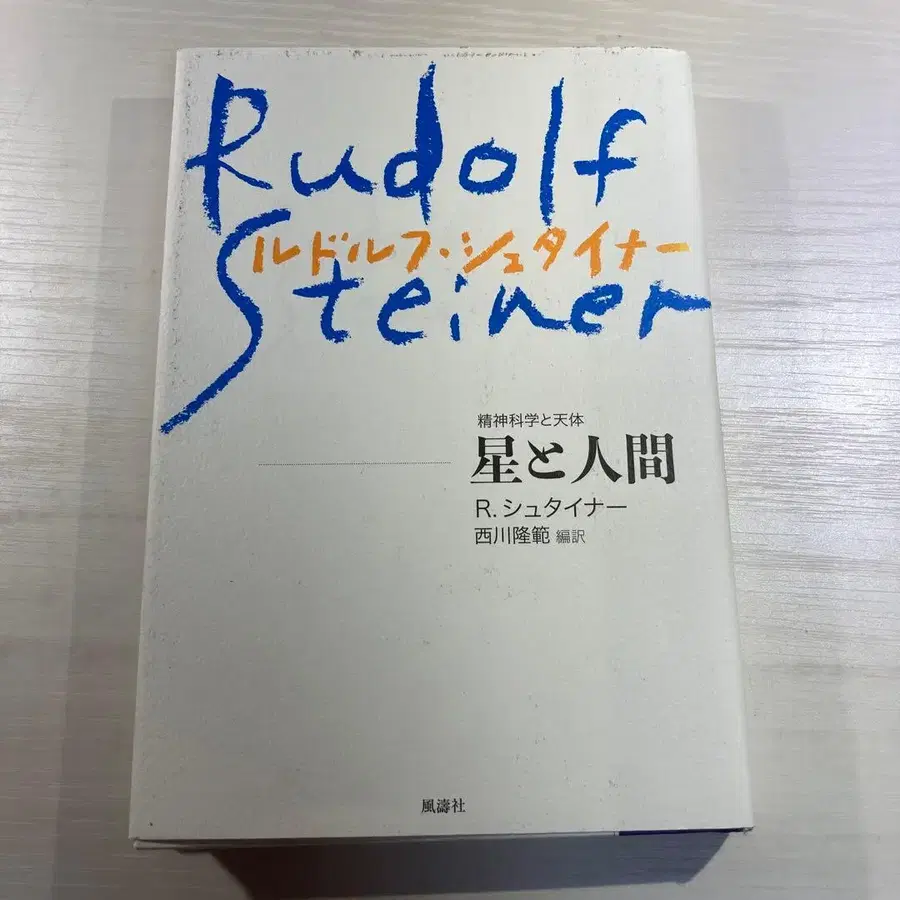 Rudolf
ルドルフ・シュタイナー
Steiner
精神科学と天体
星と人間
R. シュタイナー
西川隆範 編訳
風濤社